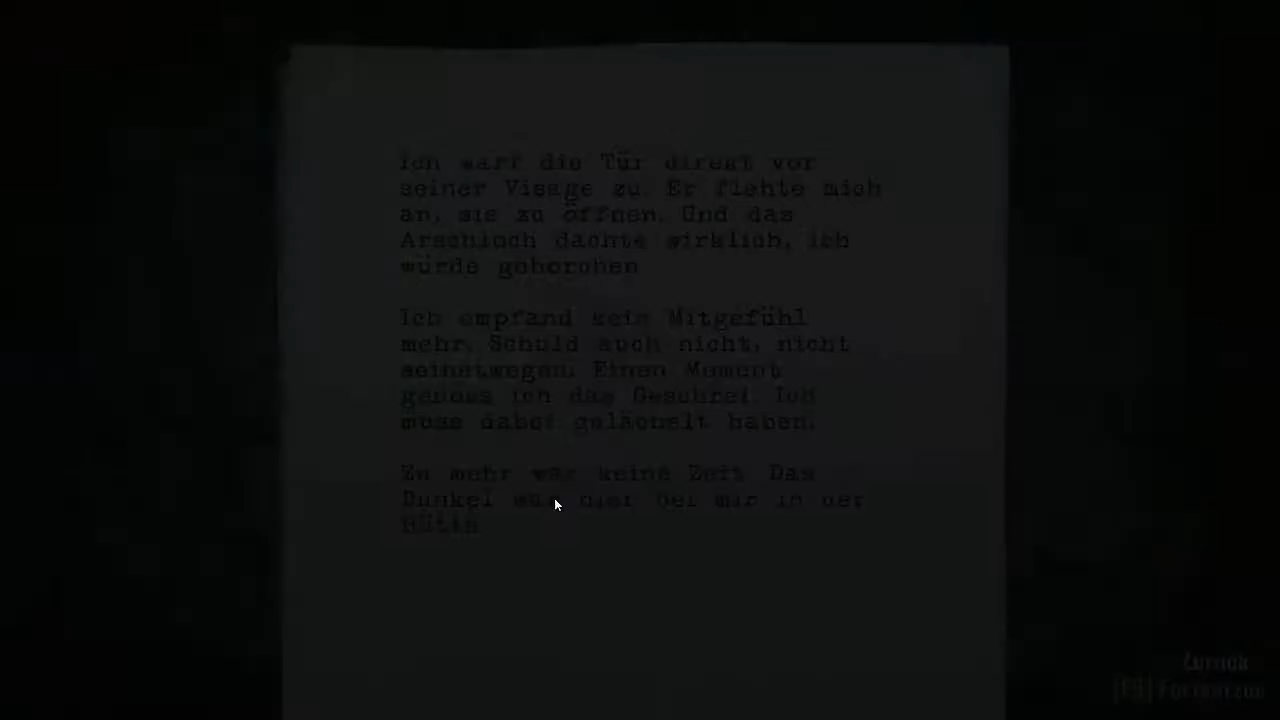 Ich warf die Tür direkt vor
seiner Visage zu. Er flehte mich
an, sie zu öffnen. Und das
Arschloch dachte wirklich, ich
würde gehorchen.
Ich empfand kein Mitgefühl
mehr. Schuld auch nicht, nicht
seinetwegen. Einen Moment
genoss ich das Geschrei. Ich
muss dabei gelächelt haben.
Zu mehr war keine Zeit. Das
Dunkel war hier bei mir in der
Hütte.
Zurück